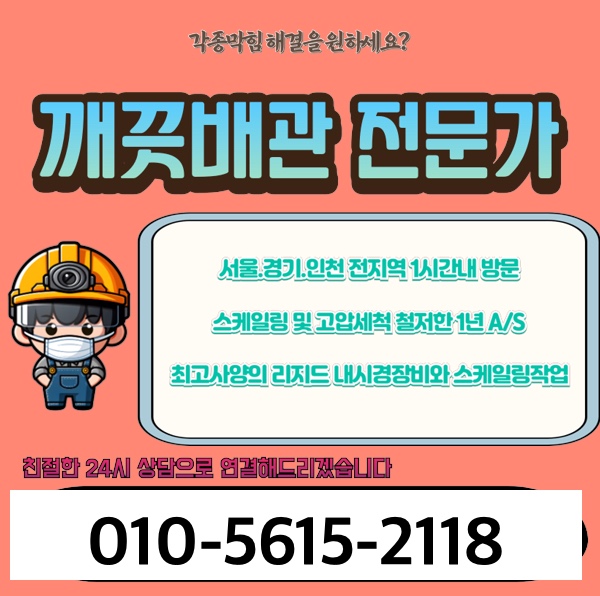 각종막힘 해결을 원하세요?
깨끗배관 전문가
서울.경기.인천 전지역 1시간내 방문
스케일링 및 고압세척 철저한 1년 A/S
최고사양의 리지드 내시경장비와 스케일링작업
친절한 24시 상담으로 연결해드리겠습니다
010-5615-2118